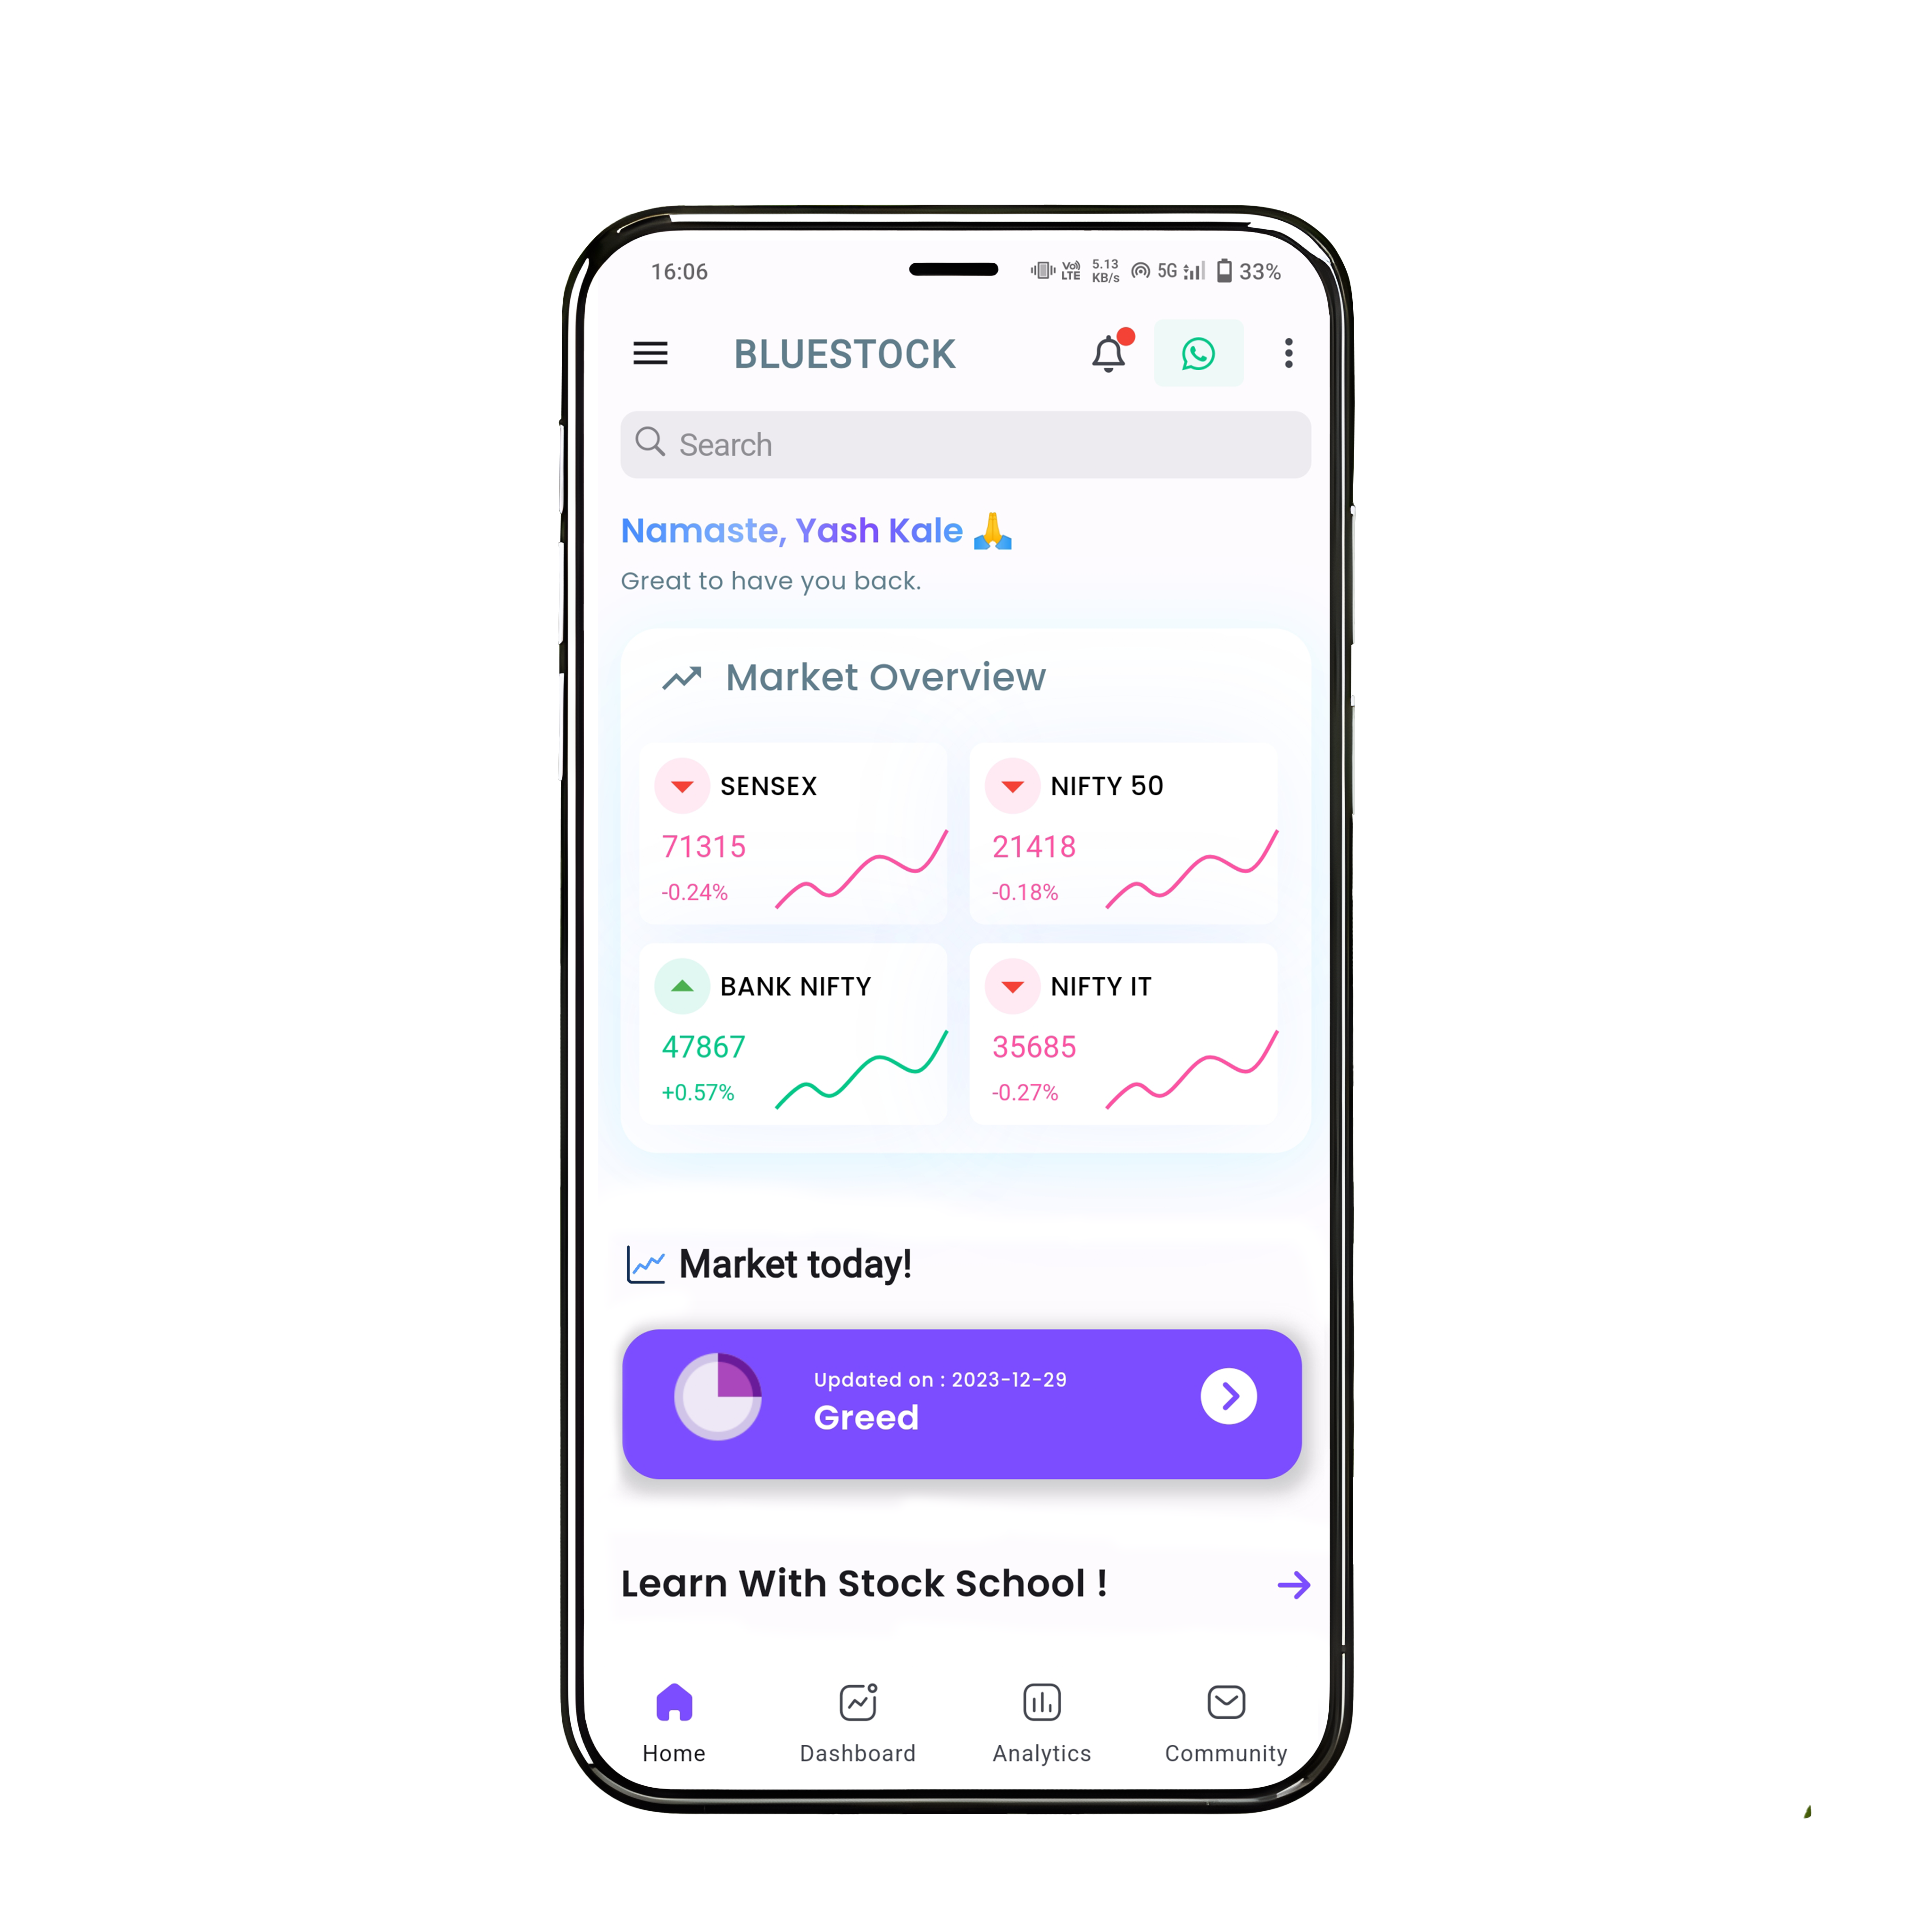 16:06 Vo) LTE 5.13 KB/s 5G 33%
BLUESTOCK
Search
Namaste, Yash Kale 🙏
Great to have you back.
Market Overview
SENSEX
71315
-0.24%
NIFTY 50
21418
-0.18%
BANK NIFTY
47867
+0.57%
NIFTY IT
35685
-0.27%
Market today!
Updated on : 2023-12-29
Greed
Learn With Stock School !
Home Dashboard Analytics Community